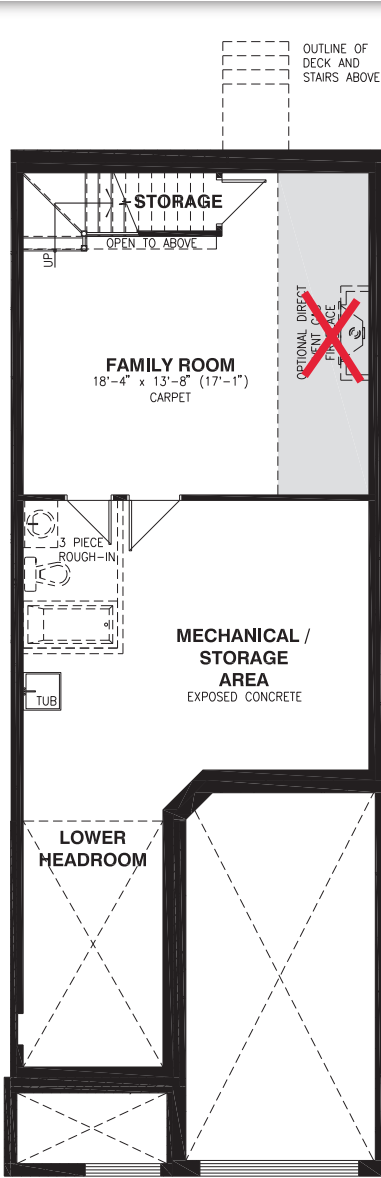 OUTLINE OF
DECK AND
STAIRS ABOVE
STORAGE
OPEN TO ABOVE
UP
OPTIONAL DIRECT
VENT GAS
FIREPLACE
FAMILY ROOM
18'-4" x 13'-8" (17'-1")
CARPET
3 PIECE
ROUGH-IN
MECHANICAL /
STORAGE
AREA
EXPOSED CONCRETE
TUB
LOWER
HEADROOM